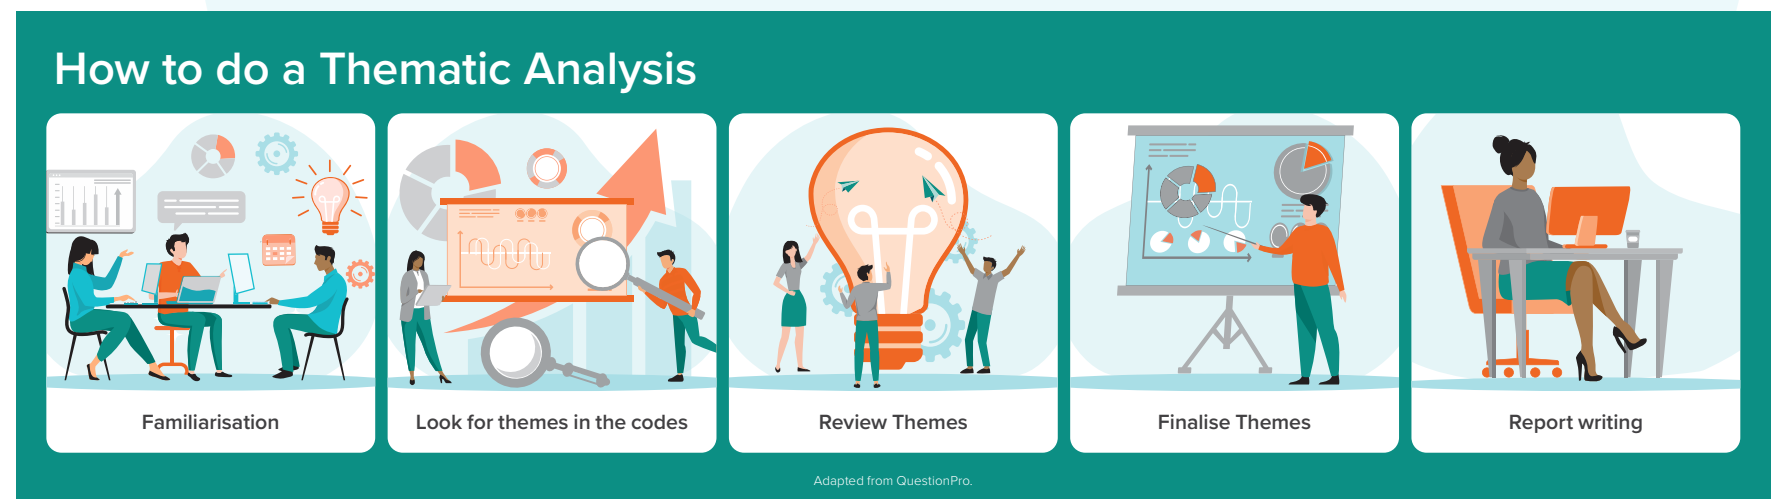 How to do a Thematic Analysis
Familiarisation
Look for themes in the codes
Review Themes
Finalise Themes
Report writing
Adapted from QuestionPro.